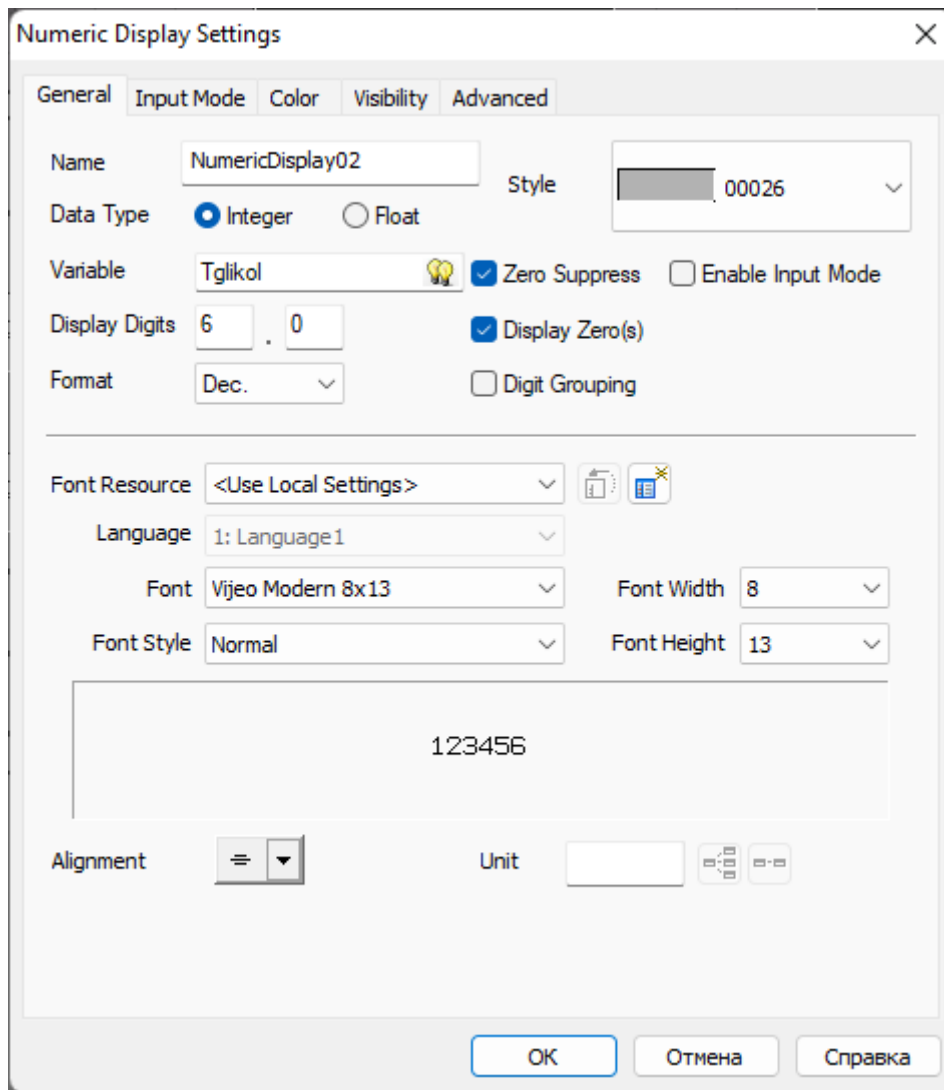 Numeric Display Settings
General Input Mode Color Visibility Advanced
Name NumericDisplay02 Style 00026
Data Type Integer Float
Variable Tglikol Zero Suppress Enable Input Mode
Display Digits 6 . 0 Display Zero(s)
Format Dec. Digit Grouping
Font Resource <Use Local Settings>
Language 1: Language1
Font Vijeo Modern 8x13 Font Width 8
Font Style Normal Font Height 13
123456
Alignment Unit
ОК Отмена Справка